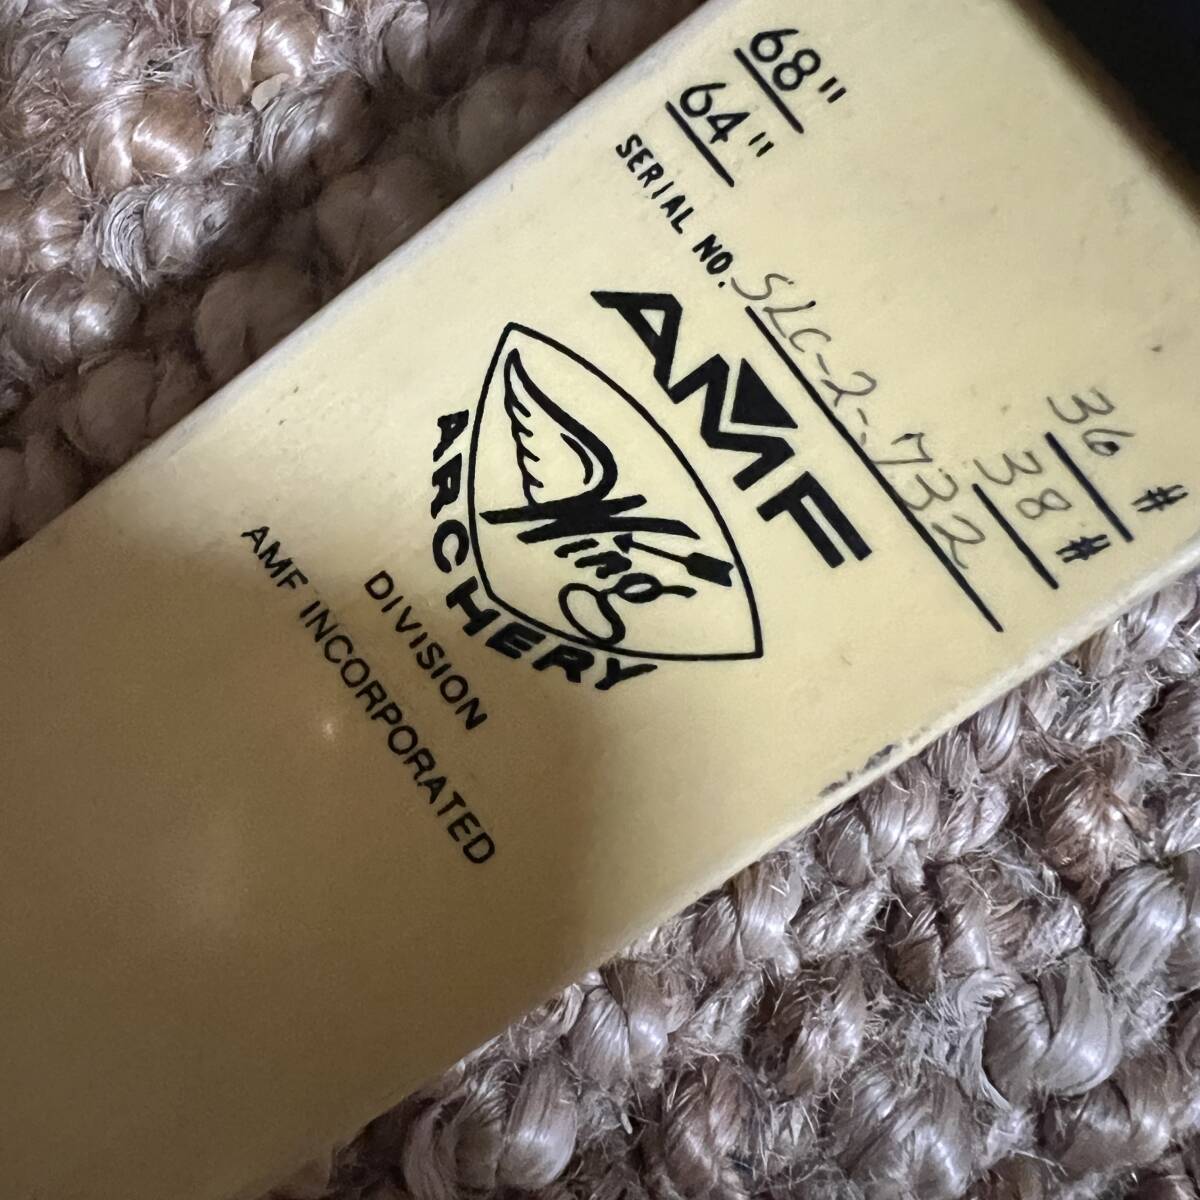 68" 36 #
64" 38 #
SERIAL NO. SLC-2-732
AMF
Wing
ARCHERY
DIVISION
AMF INCORPORATED